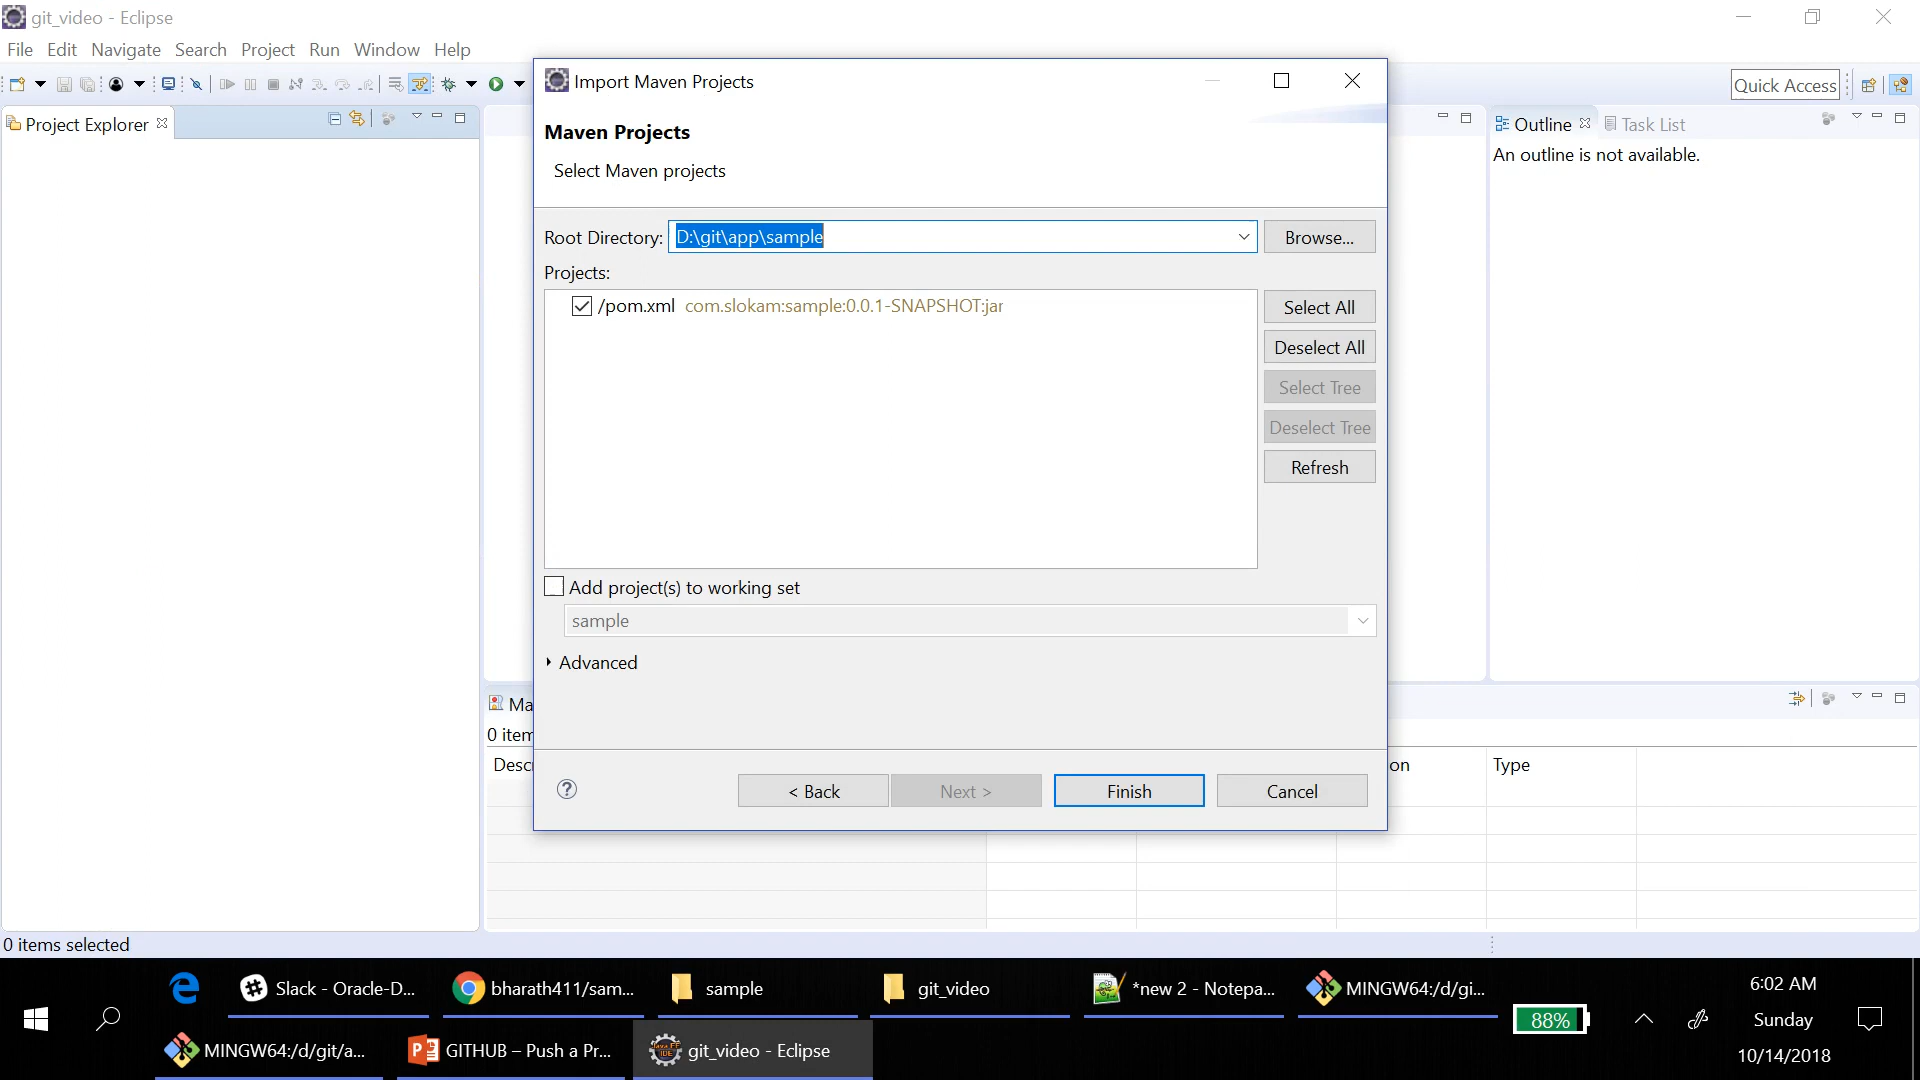 git_video - Eclipse
File Edit Navigate Search Project Run Window Help
Quick Access
Project Explorer
Import Maven Projects
Maven Projects
Select Maven projects
Root Directory: D:\git\app\sample Browse...
Projects:
/pom.xml com.slokam:sample:0.0.1-SNAPSHOT:jar
Select All
Deselect All
Select Tree
Deselect Tree
Refresh
Add project(s) to working set
sample
Advanced
< Back Next > Finish Cancel
Outline Task List
An outline is not available.
Ma
0 item
Desc on Type
0 items selected
Slack - Oracle-D... bharath411/sam... sample git_video *new 2 - Notepa... MINGW64:/d/gi...
MINGW64:/d/git/a... GITHUB – Push a Pr... git_video - Eclipse
88%
6:02 AM
Sunday
10/14/2018